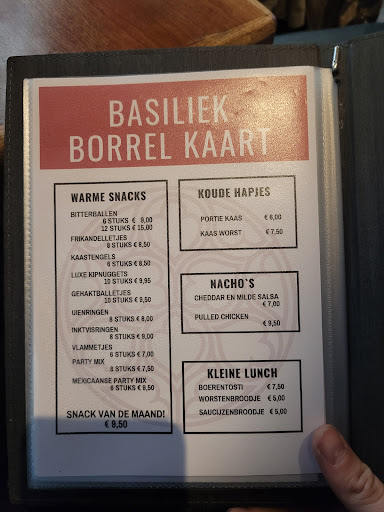 BASILIEK
BORREL KAART
WARME SNACKS
BITTERBALLEN
6 STUKS € 8,00
12 STUKS € 15,00
FRIKANDELLETJES
8 STUKS € 8,50
KAASTENGELS
6 STUKS € 8,50
LUXE KIPNUGGETS
10 STUKS € 9,95
GEHAKTBALLETJES
10 STUKS € 9,50
UIENRINGEN
8 STUKS € 8,00
INKTVISRINGEN
8 STUKS € 9,00
VLAMMETJES
6 STUKS € 7,00
PARTY MIX
8 STUKS € 7,50
MEXICAANSE PARTY MIX
6 STUKS € 9,50
SNACK VAN DE MAAND!
€ 9,50
KOUDE HAPJES
PORTIE KAAS € 6,00
KAAS WORST € 7,50
NACHO`S
CHEDDAR EN MILDE SALSA
€ 7,00
PULLED CHICKEN
€ 9,50
KLEINE LUNCH
BOERENTOSTI € 7,50
WORSTENBROODJE € 5,00
SAUCIJZENBROODJE € 5,00